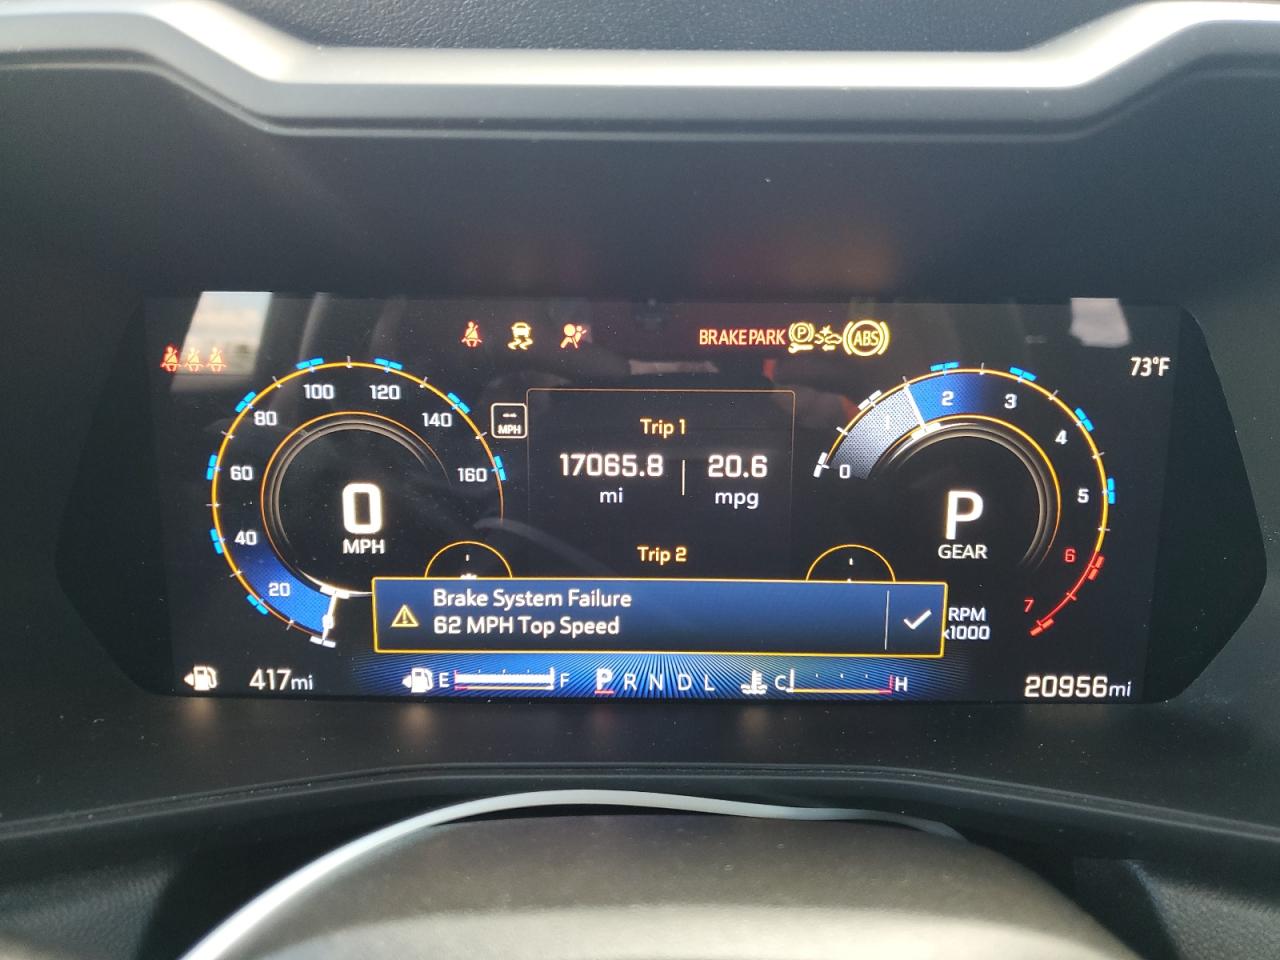 BRAKE PARK P ABS
73°F
100 120
80 140
60 160
40
20
0
MPH
--
MPH
Trip 1
17065.8 20.6
mi mpg
Trip 2
0 1 2 3 4 5 6 7
P
GEAR
RPM
x1000
Brake System Failure
62 MPH Top Speed
417mi
E F
P R N D L
C H
20956mi